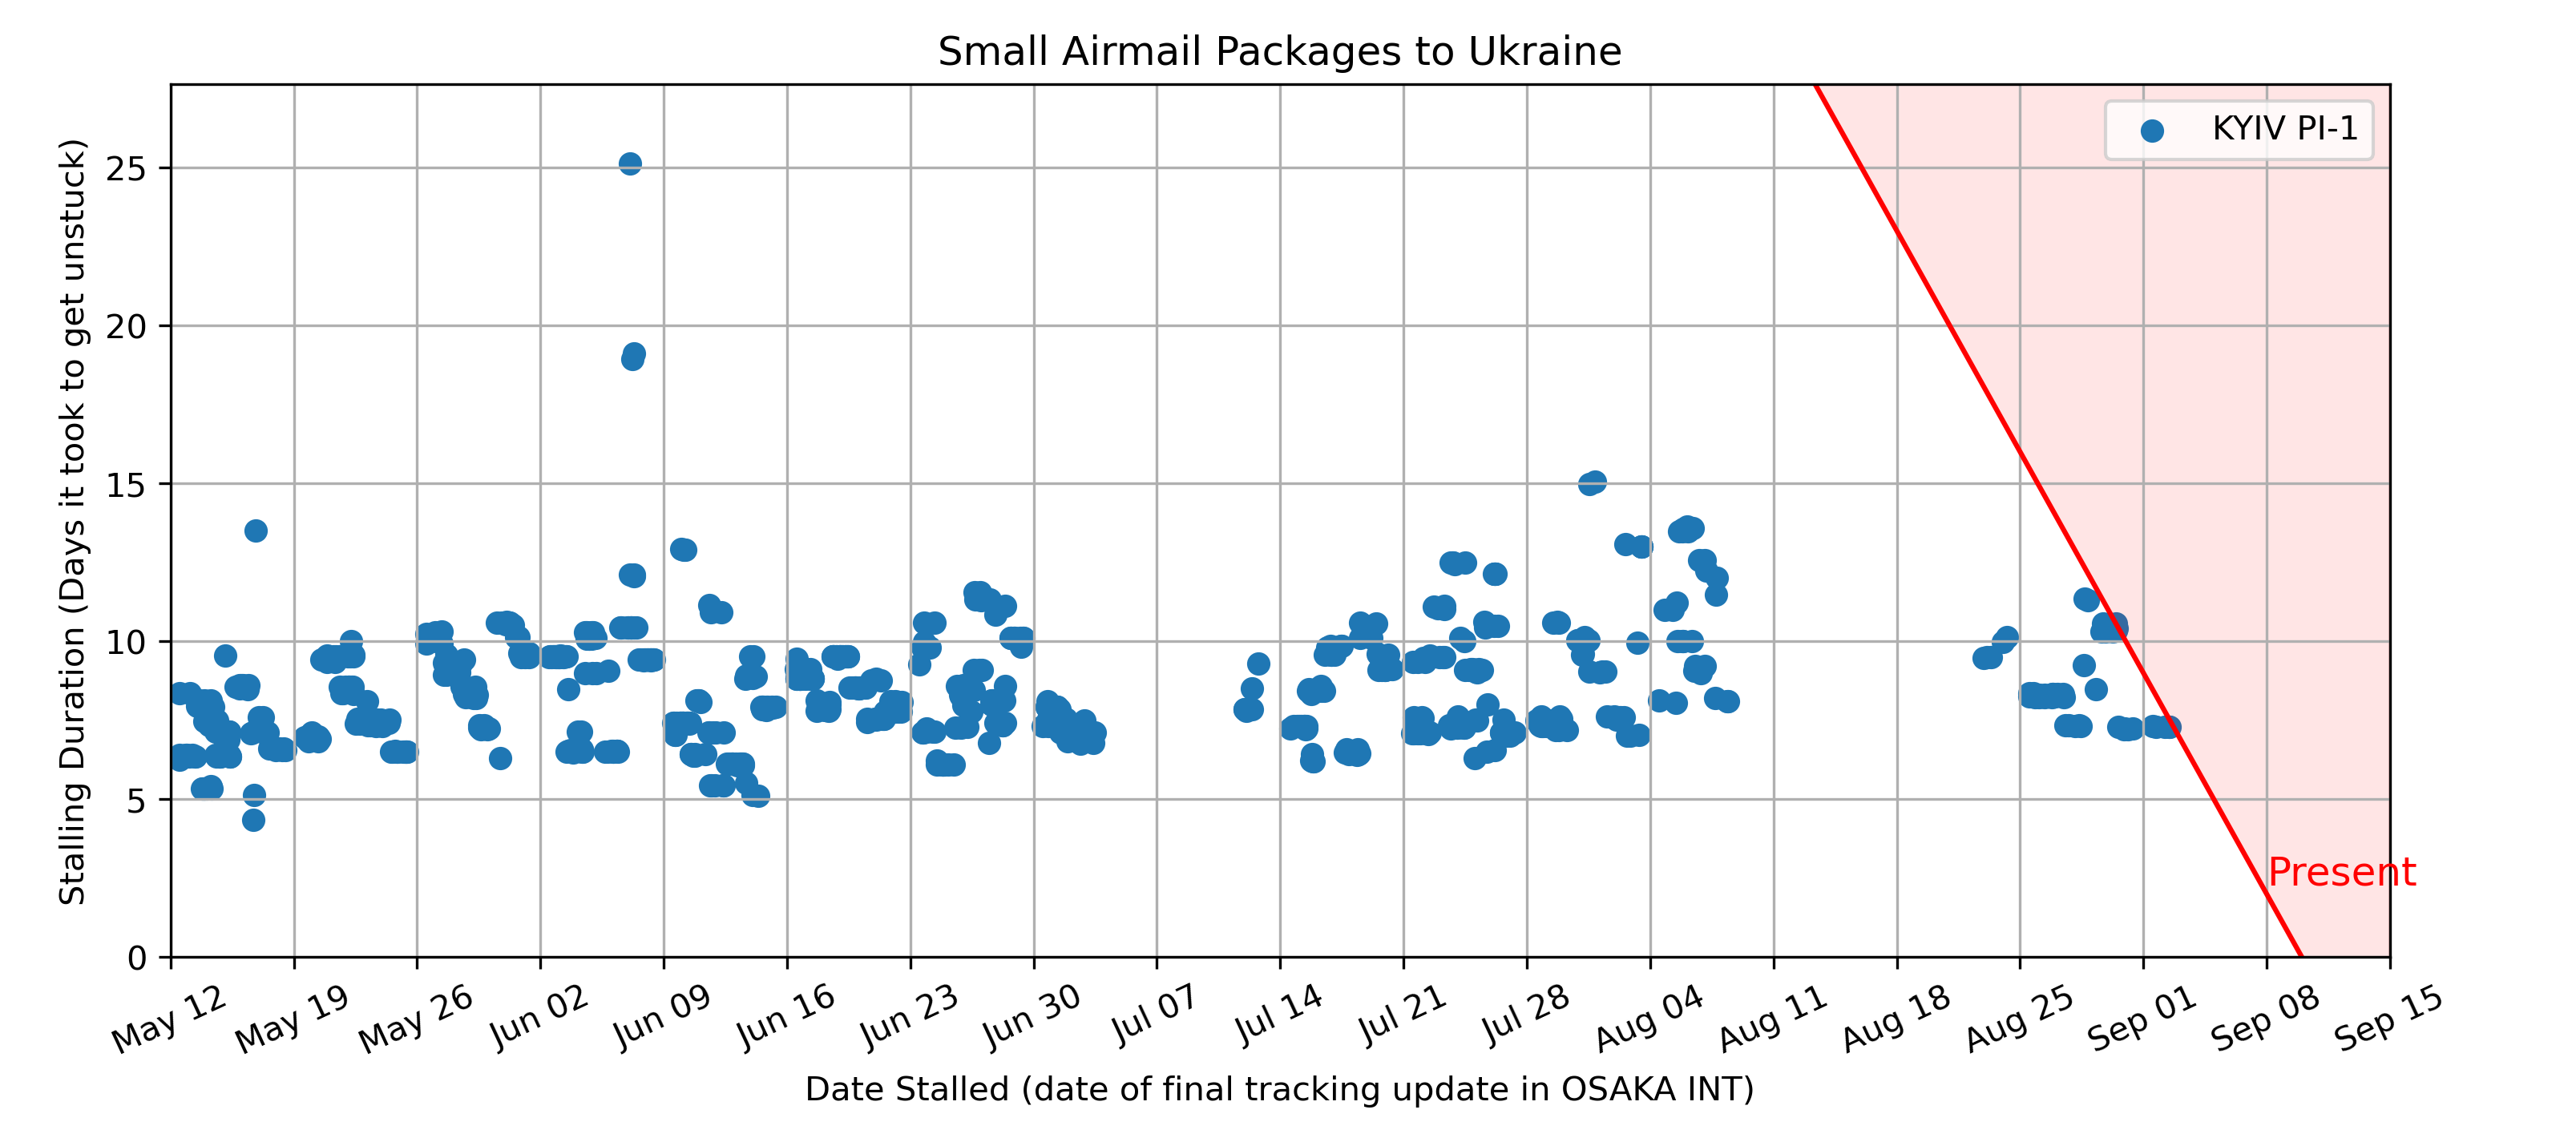 Small Airmail Packages to Ukraine
KYIV PI-1
Stalling Duration (Days it took to get unstuck)
25
20
15
10
5
0
Present
May 12
May 19
May 26
Jun 02
Jun 09
Jun 16
Jun 23
Jun 30
Jul 07
Jul 14
Jul 21
Jul 28
Aug 04
Aug 11
Aug 18
Aug 25
Sep 01
Sep 08
Sep 15
Date Stalled (date of final tracking update in OSAKA INT)